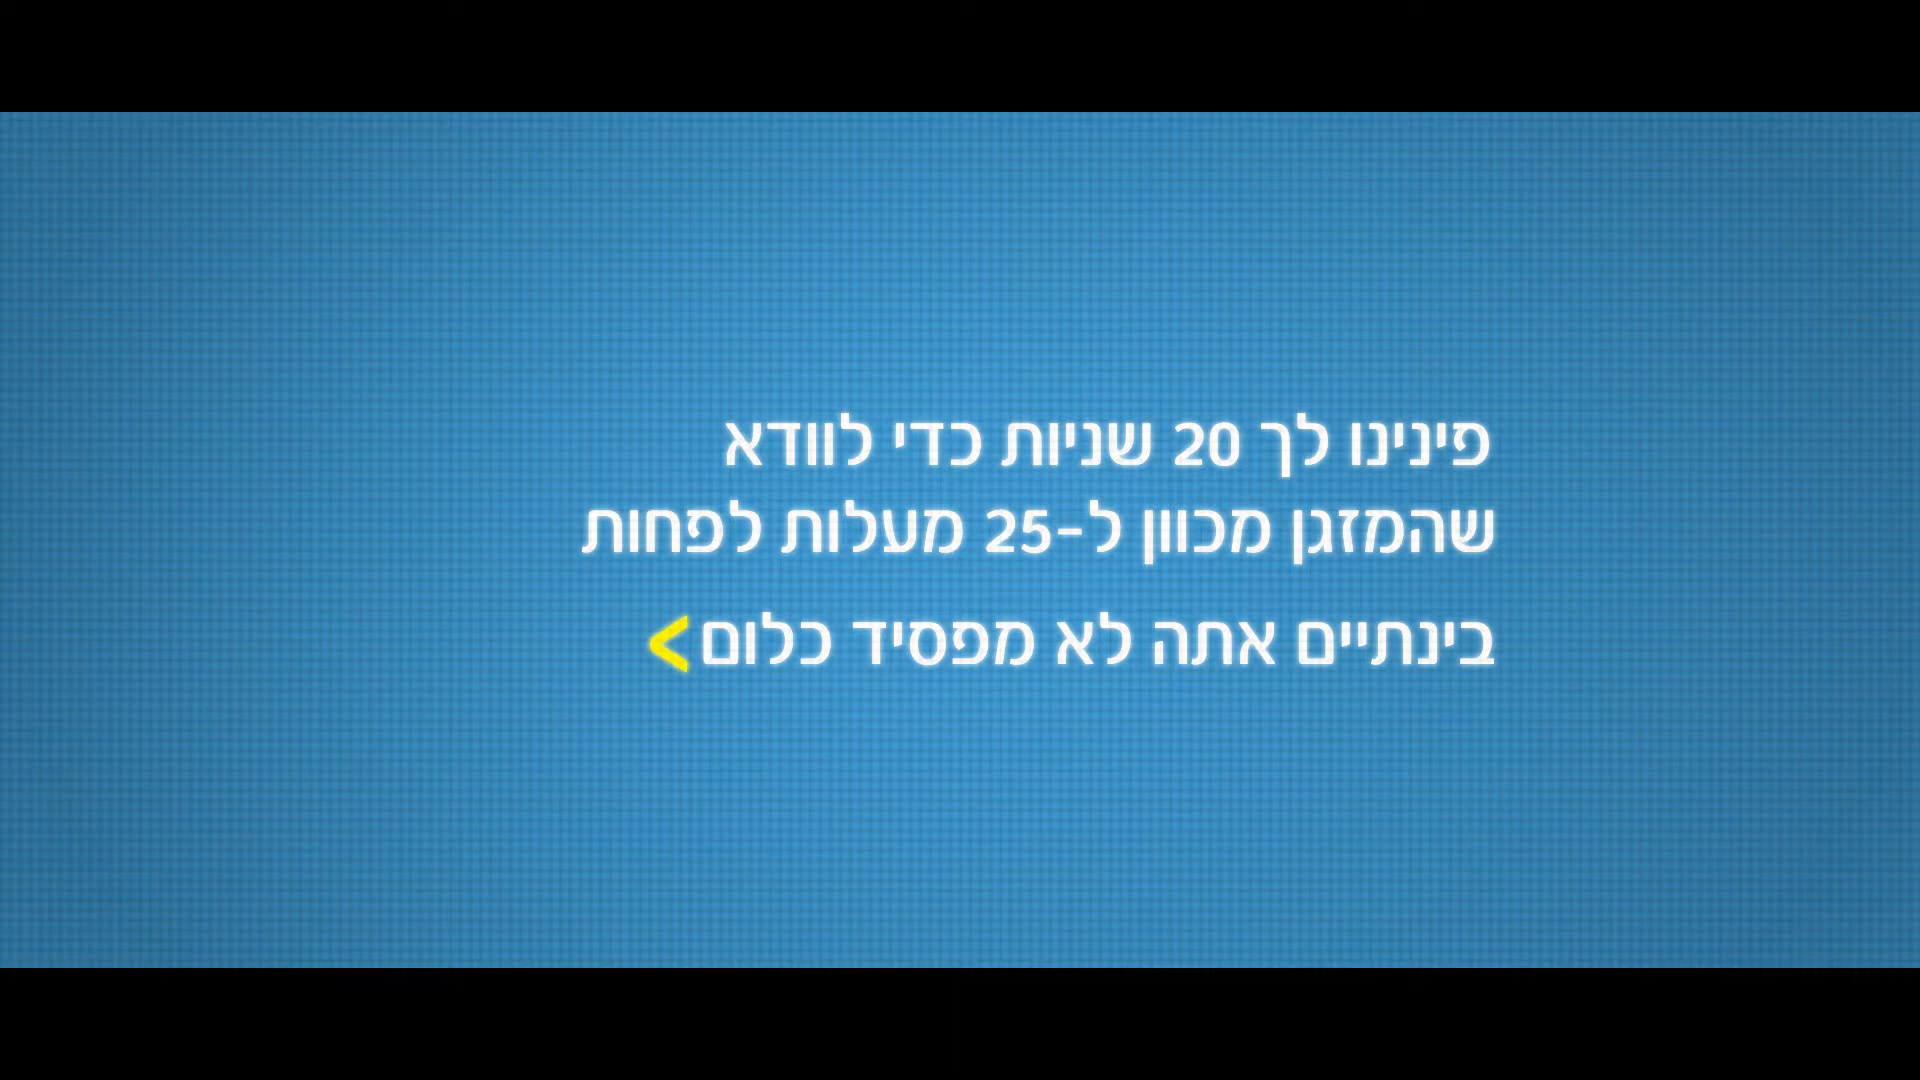 פינינו לך 20 שניות כדי לוודא
שהמזגן מכוון ל-25 מעלות לפחות
בינתיים אתה לא מפסיד כלום>